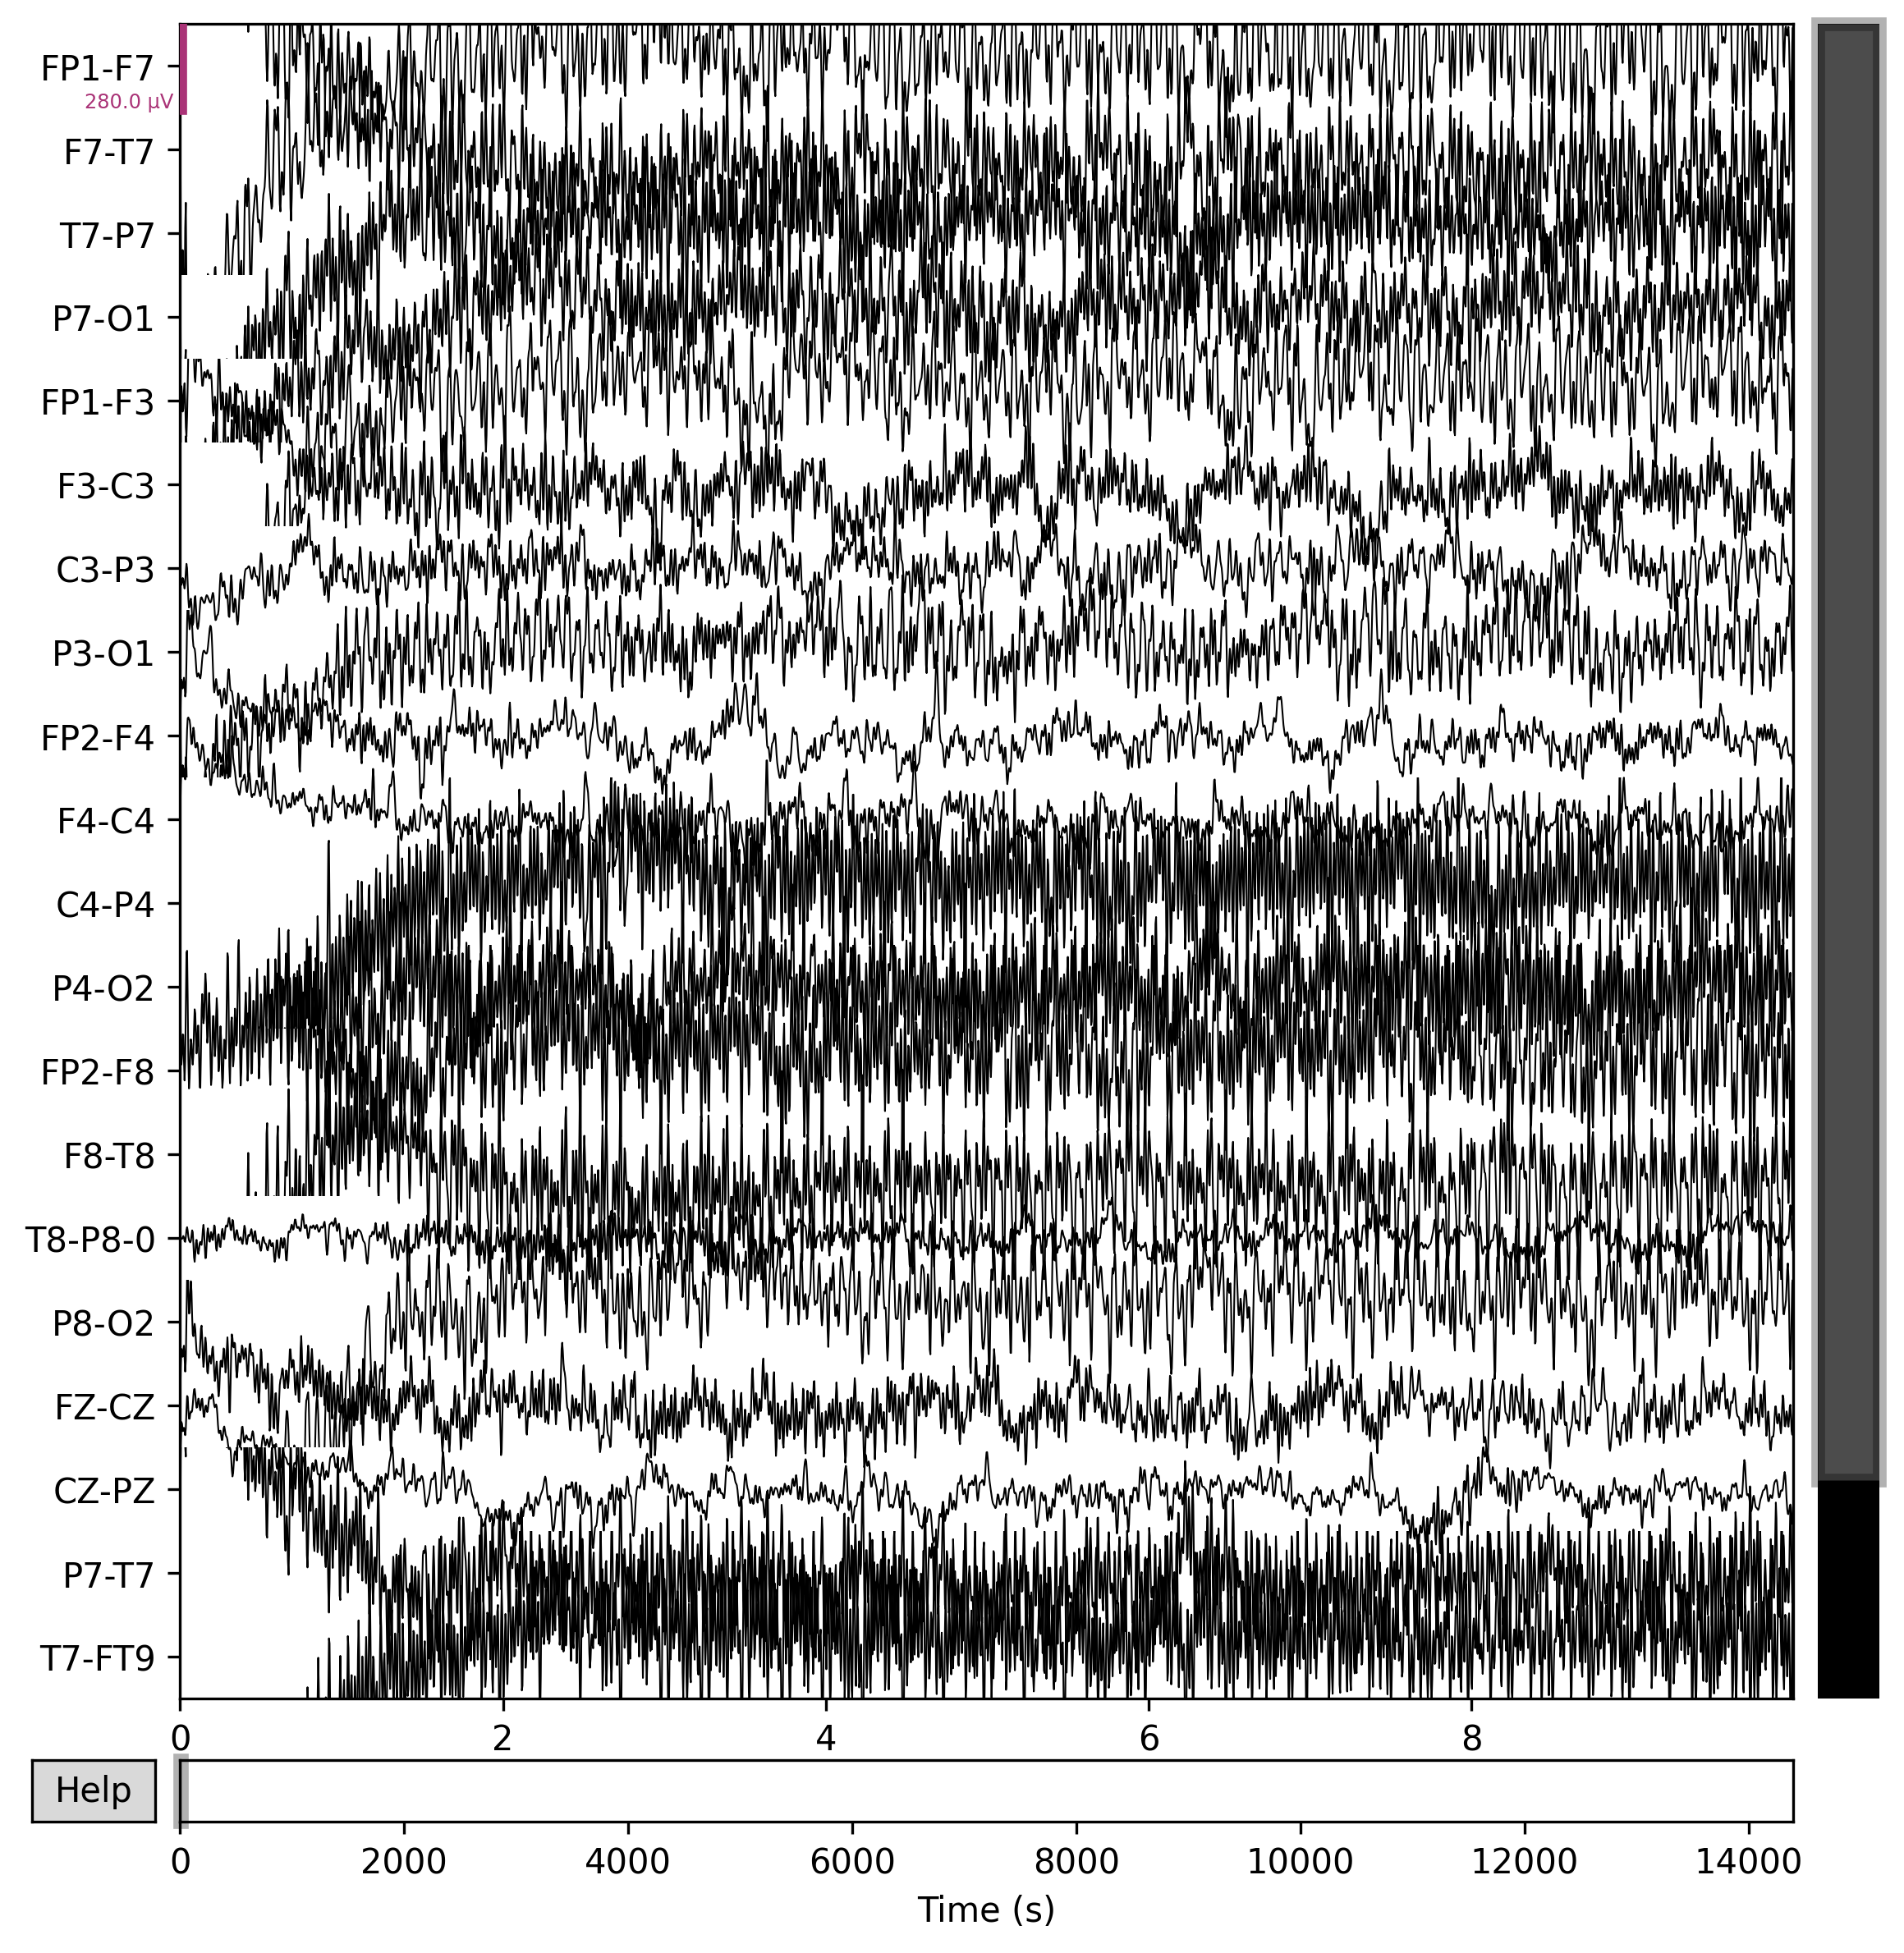 FP1-F7
280.0 µV
F7-T7
T7-P7
P7-O1
FP1-F3
F3-C3
C3-P3
P3-O1
FP2-F4
F4-C4
C4-P4
P4-O2
FP2-F8
F8-T8
T8-P8-0
P8-O2
FZ-CZ
CZ-PZ
P7-T7
T7-FT9
0 2 4 6 8
Help
0 2000 4000 6000 8000 10000 12000 14000
Time (s)